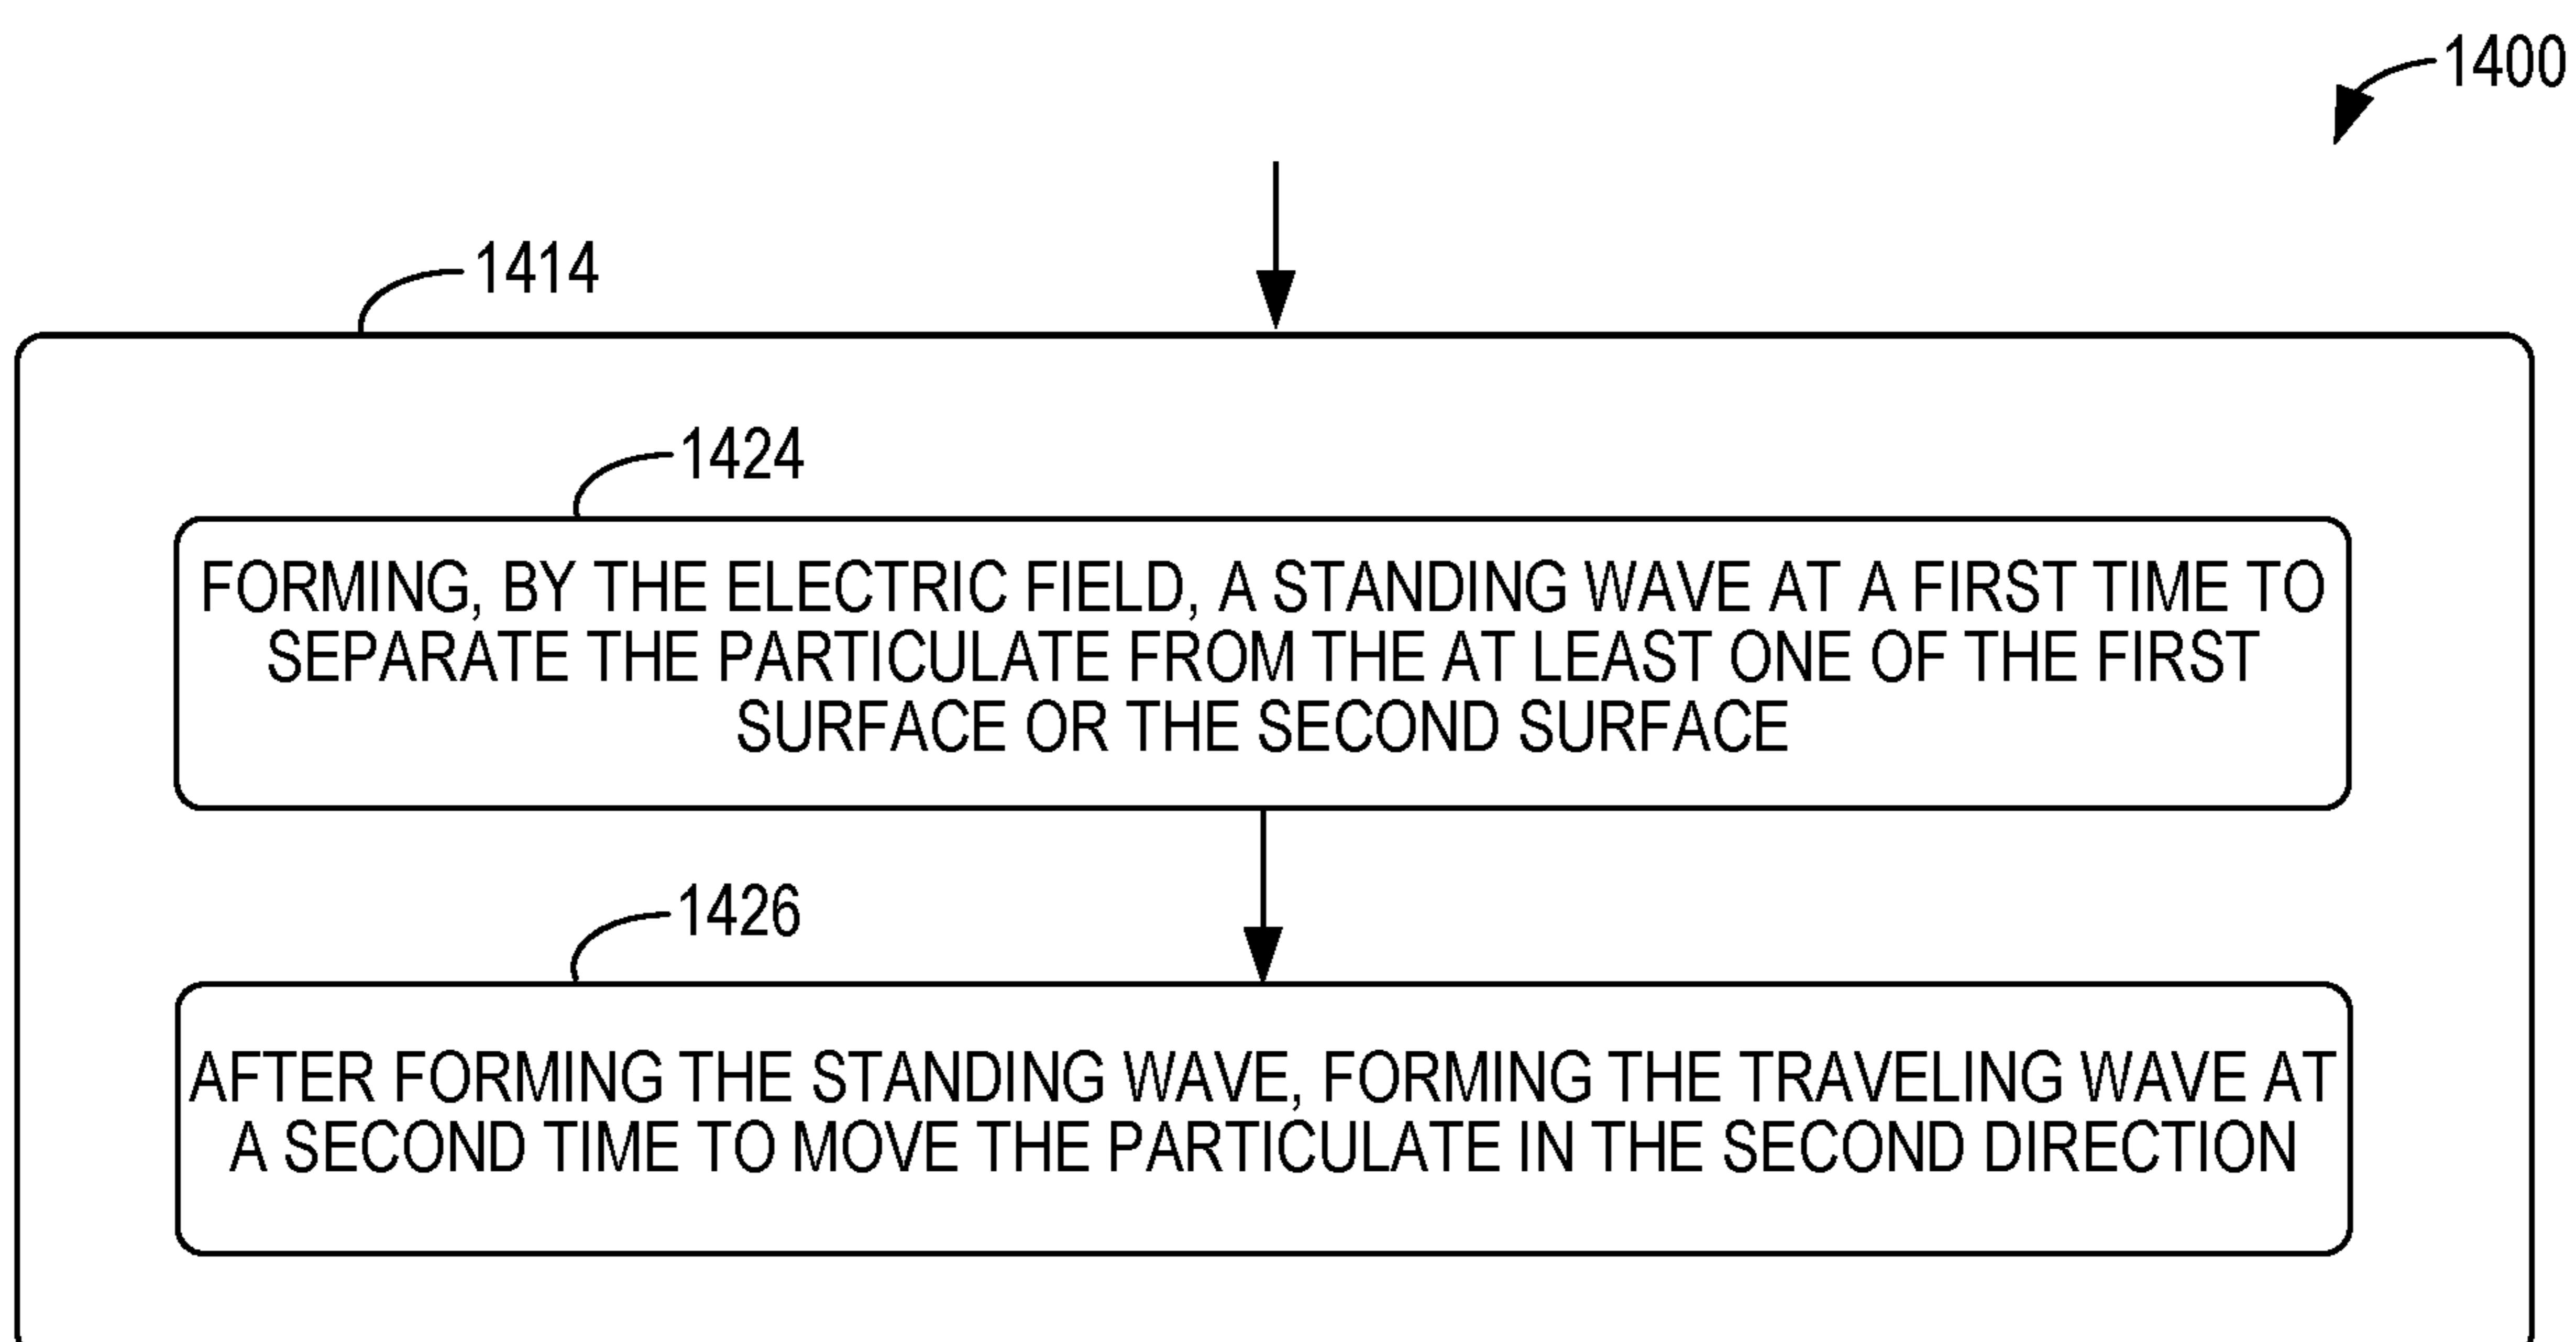 1400
1414
1424
FORMING, BY THE ELECTRIC FIELD, A STANDING WAVE AT A FIRST TIME TO
SEPARATE THE PARTICULATE FROM THE AT LEAST ONE OF THE FIRST
SURFACE OR THE SECOND SURFACE
1426
AFTER FORMING THE STANDING WAVE, FORMING THE TRAVELING WAVE AT
A SECOND TIME TO MOVE THE PARTICULATE IN THE SECOND DIRECTION